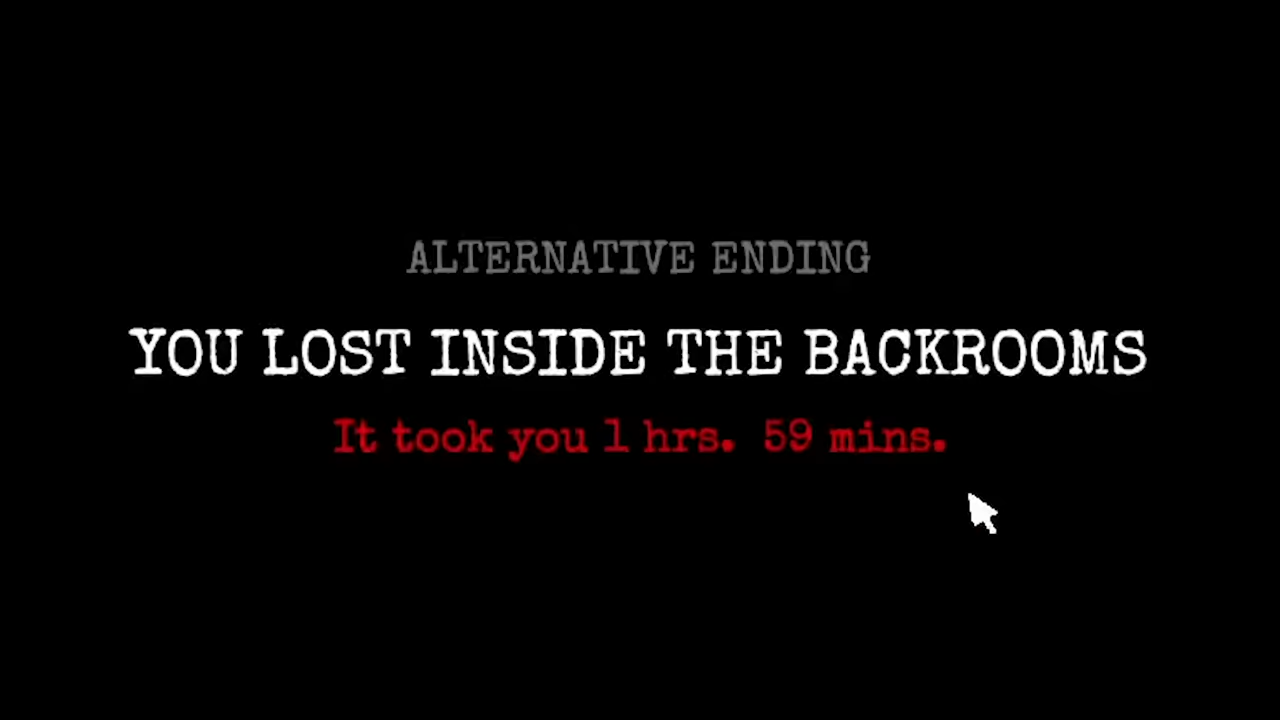 ALTERNATIVE ENDING
YOU LOST INSIDE THE BACKROOMS
It took you 1 hrs. 59 mins.